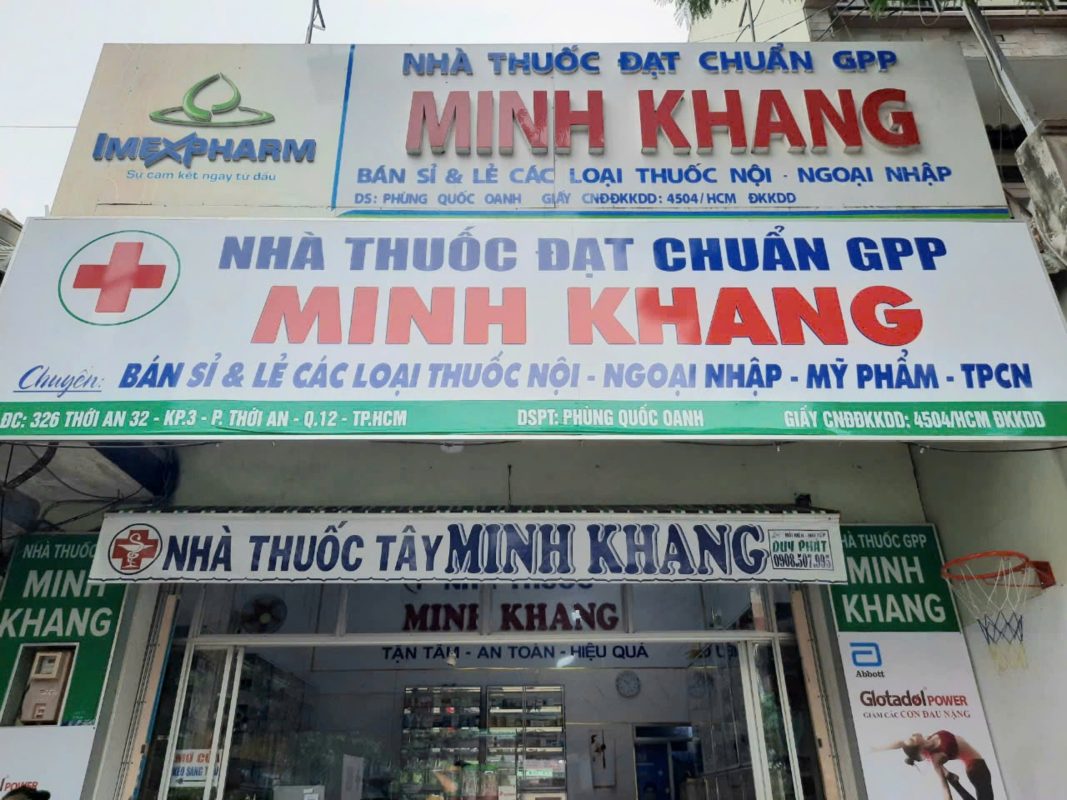 NHÀ THUỐC ĐẠT CHUẨN GPP
MINH KHANG
IMEXPHARM
Sự cam kết ngay từ đầu
BÁN SỈ & LẺ CÁC LOẠI THUỐC NỘI - NGOẠI NHẬP
DS: PHÙNG QUỐC OANH GIẤY CNĐĐKKDD: 4504/HCM ĐKKDD
NHÀ THUỐC ĐẠT CHUẨN GPP
MINH KHANG
Chuyên: BÁN SỈ & LẺ CÁC LOẠI THUỐC NỘI - NGOẠI NHẬP - MỸ PHẨM - TPCN
ĐC: 326 THỚI AN 32 - KP.3 - P. THỚI AN - Q.12 - TP.HCM DSPT: PHÙNG QUỐC OANH GIẤY CNĐĐKKDD: 4504/HCM ĐKKDD
NHÀ THUỐC TÂY MINH KHANG
DUY PHÁT
0908.507.995
NHÀ THUỐC
MINH
KHANG
NHÀ THUỐC
MINH KHANG
TẬN TÂM - AN TOÀN - HIỆU QUẢ
NHÀ THUỐC GPP
MINH
KHANG
Abbott
Glotadol POWER
GIẢM CÁC CƠN ĐAU NẶNG
KÉO SANG
POWER